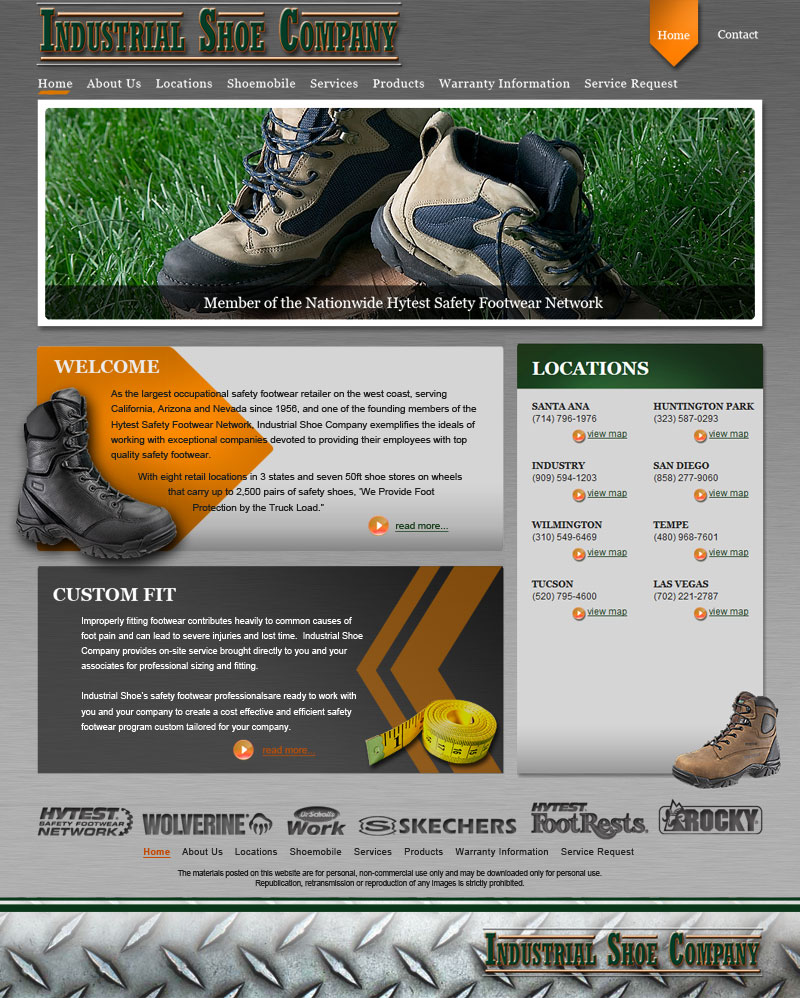 INDUSTRIAL SHOE COMPANY
Home
Contact
Home About Us Locations Shoemobile Services Products Warranty Information Service Request
Member of the Nationwide Hytest Safety Footwear Network
WELCOME
As the largest occupational safety footwear retailer on the west coast, serving
California, Arizona and Nevada since 1956, and one of the founding members of the
Hytest Safety Footwear Network, Industrial Shoe Company exemplifies the ideals of
working with exceptional companies devoted to providing their employees with top
quality safety footwear.
With eight retail locations in 3 states and seven 50ft shoe stores on wheels
that carry up to 2,500 pairs of safety shoes, "We Provide Foot
Protection by the Truck Load."
read more...
CUSTOM FIT
Improperly fitting footwear contributes heavily to common causes of
foot pain and can lead to severe injuries and lost time. Industrial Shoe
Company provides on-site service brought directly to you and your
associates for professional sizing and fitting.
Industrial Shoe's safety footwear professionalsare ready to work with
you and your company to create a cost effective and efficient safety
footwear program custom tailored for your company.
read more...
LOCATIONS
SANTA ANA
(714) 796-1976
view map
HUNTINGTON PARK
(323) 587-0293
view map
INDUSTRY
(909) 594-1203
view map
SAN DIEGO
(858) 277-9060
view map
WILMINGTON
(310) 549-6469
view map
TEMPE
(480) 968-7601
view map
TUCSON
(520) 795-4600
view map
LAS VEGAS
(702) 221-2787
view map
HYTEST
SAFETY FOOTWEAR
NETWORK
WOLVERINE
Dr. Scholl's
Work
SKECHERS
HYTEST
FootRests
ROCKY
Home About Us Locations Shoemobile Services Products Warranty Information Service Request
The materials posted on this website are for personal, non-commercial use only and may be downloaded only for personal use.
Republication, retransmission or reproduction of any images is strictly prohibited.
INDUSTRIAL SHOE COMPANY